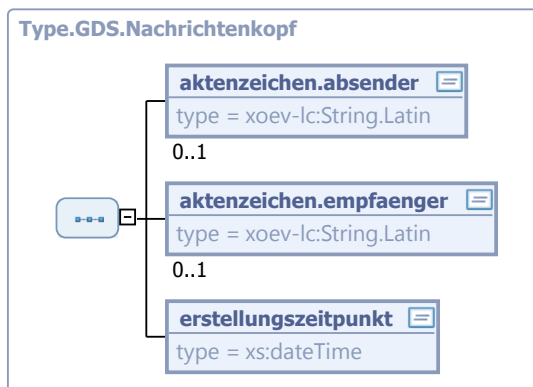 Type.GDS.Nachrichtenkopf
aktenzeichen.absender
type = xoev-lc:String.Latin
0..1
aktenzeichen.empfaenger
type = xoev-lc:String.Latin
0..1
erstellungszeitpunkt
type = xs:dateTime